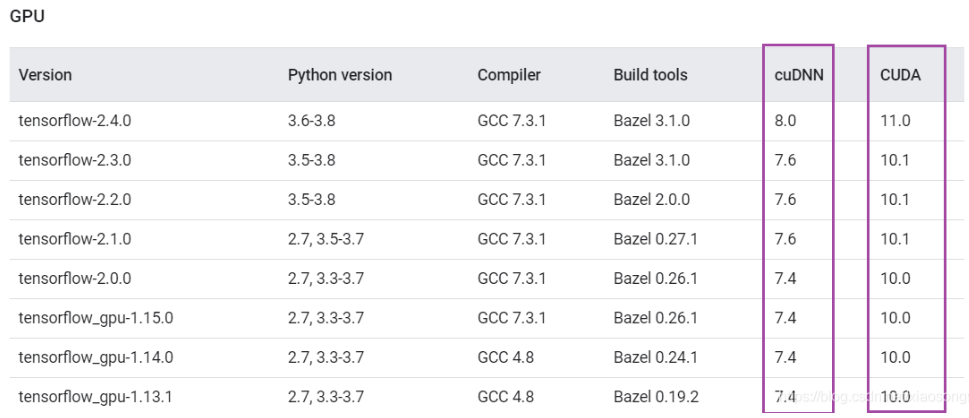 GPU
Version Python version Compiler Build tools cuDNN CUDA
tensorflow-2.4.0 3.6-3.8 GCC 7.3.1 Bazel 3.1.0 8.0 11.0
tensorflow-2.3.0 3.5-3.8 GCC 7.3.1 Bazel 3.1.0 7.6 10.1
tensorflow-2.2.0 3.5-3.8 GCC 7.3.1 Bazel 2.0.0 7.6 10.1
tensorflow-2.1.0 2.7, 3.5-3.7 GCC 7.3.1 Bazel 0.27.1 7.6 10.1
tensorflow-2.0.0 2.7, 3.3-3.7 GCC 7.3.1 Bazel 0.26.1 7.4 10.0
tensorflow_gpu-1.15.0 2.7, 3.3-3.7 GCC 7.3.1 Bazel 0.26.1 7.4 10.0
tensorflow_gpu-1.14.0 2.7, 3.3-3.7 GCC 4.8 Bazel 0.24.1 7.4 10.0
tensorflow_gpu-1.13.1 2.7, 3.3-3.7 GCC 4.8 Bazel 0.19.2 7.4 10.0